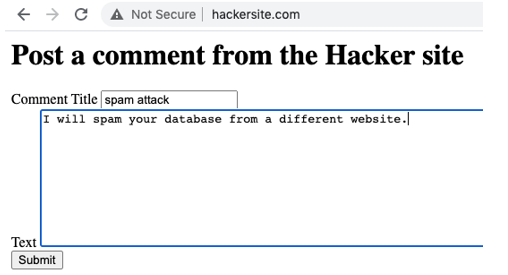 Not Secure | hackersite.com
Post a comment from the Hacker site
Comment Title spam attack
I will spam your database from a different website.
Text
Submit